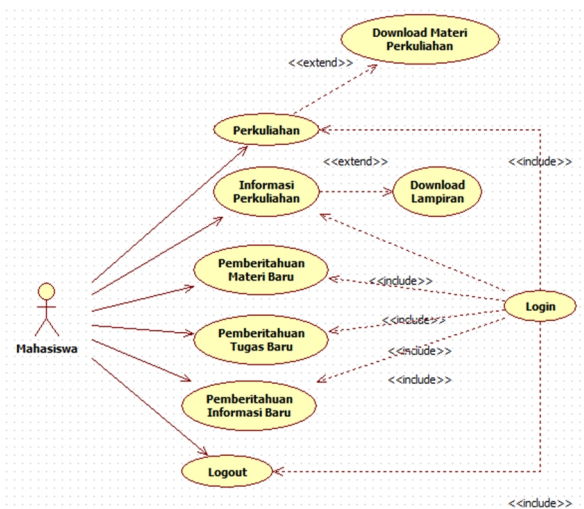 Download Materi
Perkuliahan
<<extend>>
Perkuliahan
<<extend>>
<<include>>
Informasi
Perkuliahan
Download
Lampiran
Pemberitahuan
Materi Baru
<<include>>
Login
<<include>>
Pemberitahuan
Tugas Baru
Mahasiswa
<<include>>
<<include>>
Pemberitahuan
Informasi Baru
Logout
<<include>>